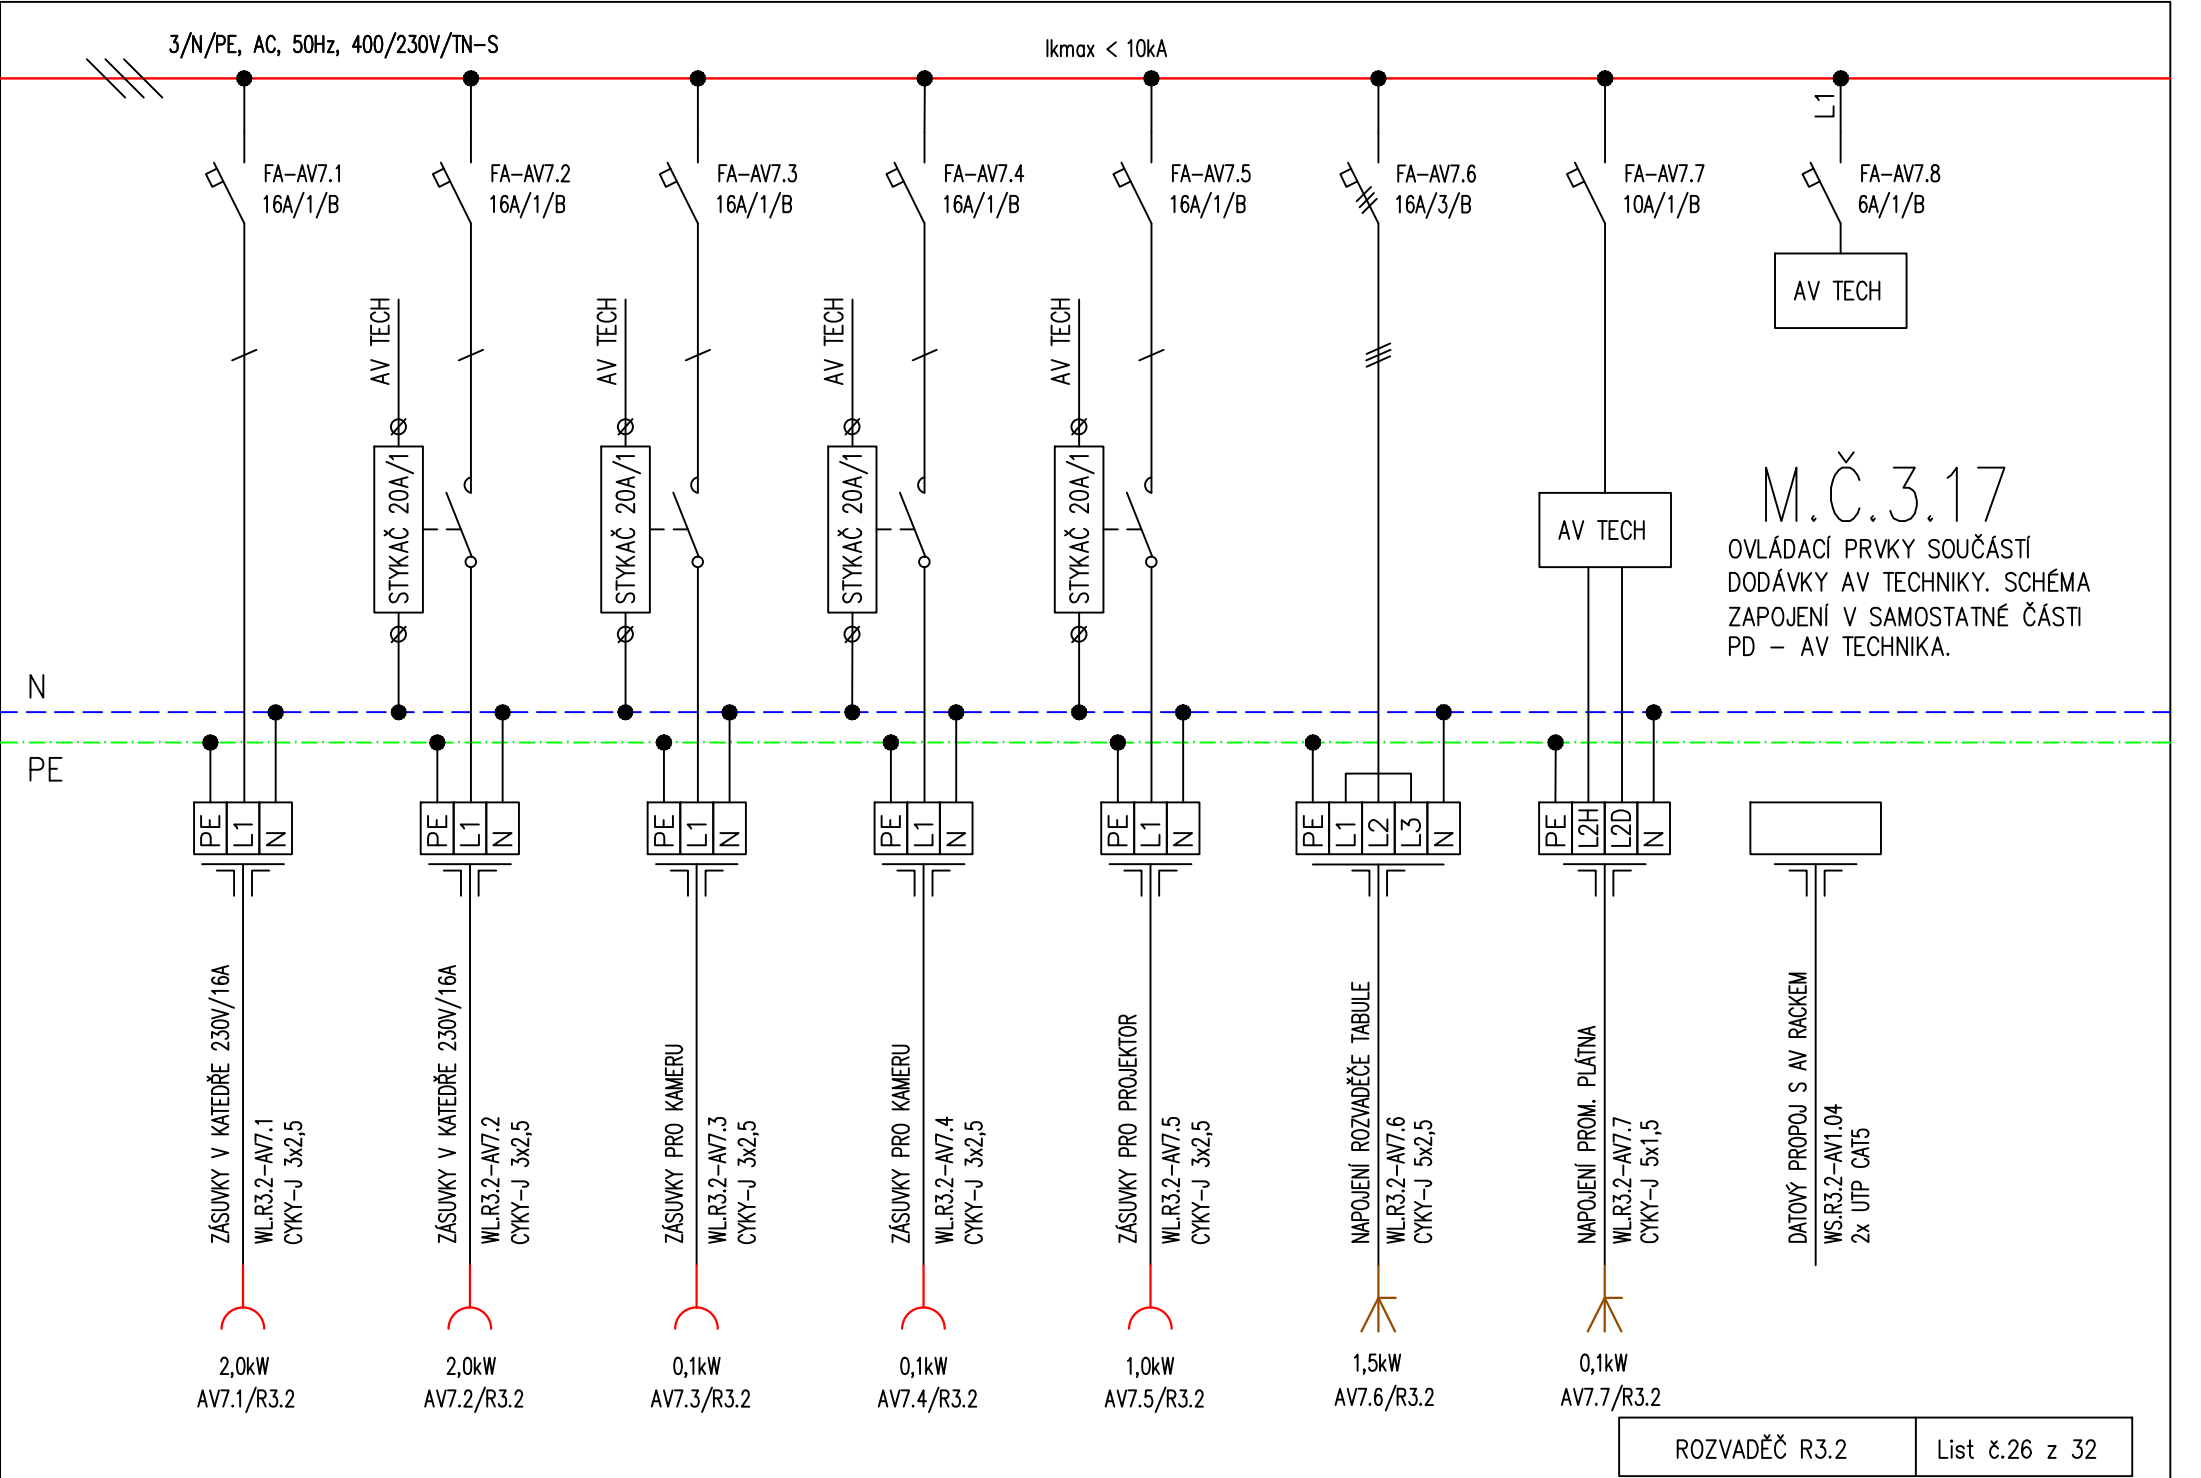 3/N/PE, AC, 50Hz, 400/230V/TN-S
Ikmax < 10kA
L1
FA-AV7.1
16A/1/B
FA-AV7.2
16A/1/B
FA-AV7.3
16A/1/B
FA-AV7.4
16A/1/B
FA-AV7.5
16A/1/B
FA-AV7.6
16A/3/B
FA-AV7.7
10A/1/B
FA-AV7.8
6A/1/B
AV TECH
AV TECH
AV TECH
AV TECH
AV TECH
STYKAČ 20A/1
STYKAČ 20A/1
STYKAČ 20A/1
STYKAČ 20A/1
AV TECH
M.Č.3.17
OVLÁDACÍ PRVKY SOUČÁSTÍ
DODÁVKY AV TECHNIKY. SCHÉMA
ZAPOJENÍ V SAMOSTATNÉ ČÁSTI
PD - AV TECHNIKA.
N
PE
PE L1 N
PE L1 N
PE L1 N
PE L1 N
PE L1 N
PE L1 L2 L3 N
PE L2H L2D N
ZÁSUVKY V KATEDŘE 230V/16A
WL.R3.2-AV7.1
CYKY-J 3x2,5
ZÁSUVKY V KATEDŘE 230V/16A
WL.R3.2-AV7.2
CYKY-J 3x2,5
ZÁSUVKY PRO KAMERU
WL.R3.2-AV7.3
CYKY-J 3x2,5
ZÁSUVKY PRO KAMERU
WL.R3.2-AV7.4
CYKY-J 3x2,5
ZÁSUVKY PRO PROJEKTOR
WL.R3.2-AV7.5
CYKY-J 3x2,5
NAPOJENÍ ROZVADĚČE TABULE
WL.R3.2-AV7.6
CYKY-J 5x2,5
NAPOJENÍ PROM. PLÁTNA
WL.R3.2-AV7.7
CYKY-J 5x1,5
DATOVÝ PROPOJ S AV RACKEM
WS.R3.2-AV1.04
2x UTP CAT5
2,0kW
AV7.1/R3.2
2,0kW
AV7.2/R3.2
0,1kW
AV7.3/R3.2
0,1kW
AV7.4/R3.2
1,0kW
AV7.5/R3.2
1,5kW
AV7.6/R3.2
0,1kW
AV7.7/R3.2
ROZVADĚČ R3.2
List č.26 z 32